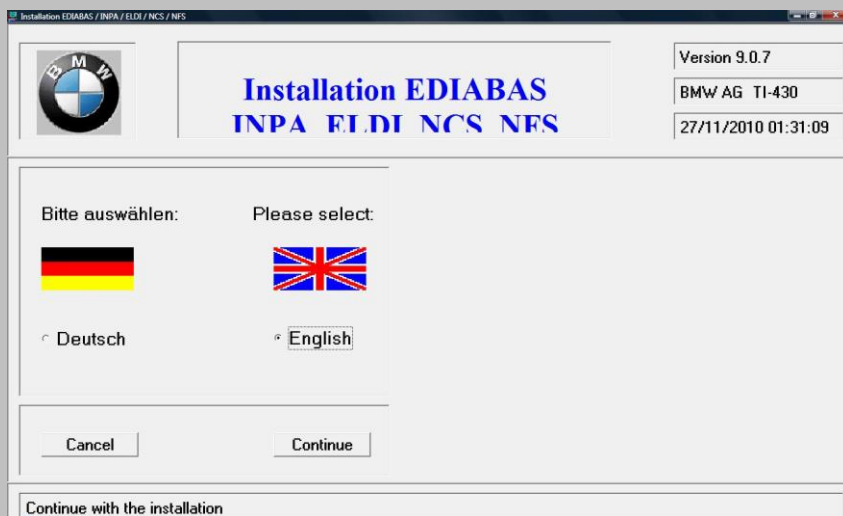 Installation EDIABAS / INPA / ELDI / NCS / NFS
BMW
Installation EDIABAS
INPA ELDI NCS NFS
Version 9.0.7
BMW AG TI-430
27/11/2010 01:31:09
Bitte auswählen:
Please select:
Deutsch
English
Cancel
Continue
Continue with the installation